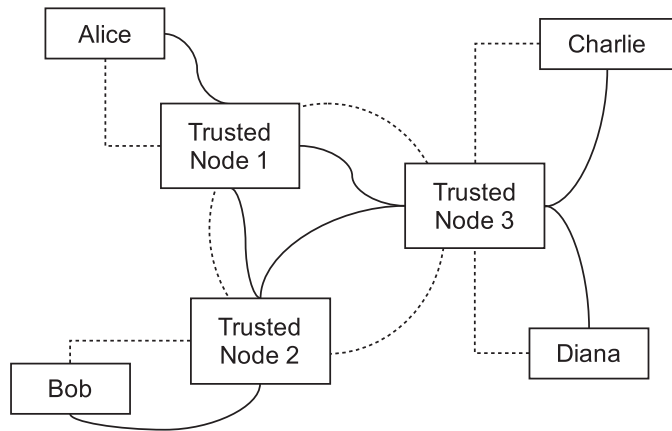 Alice
Charlie
Trusted
Node 1
Trusted
Node 3
Trusted
Node 2
Diana
Bob